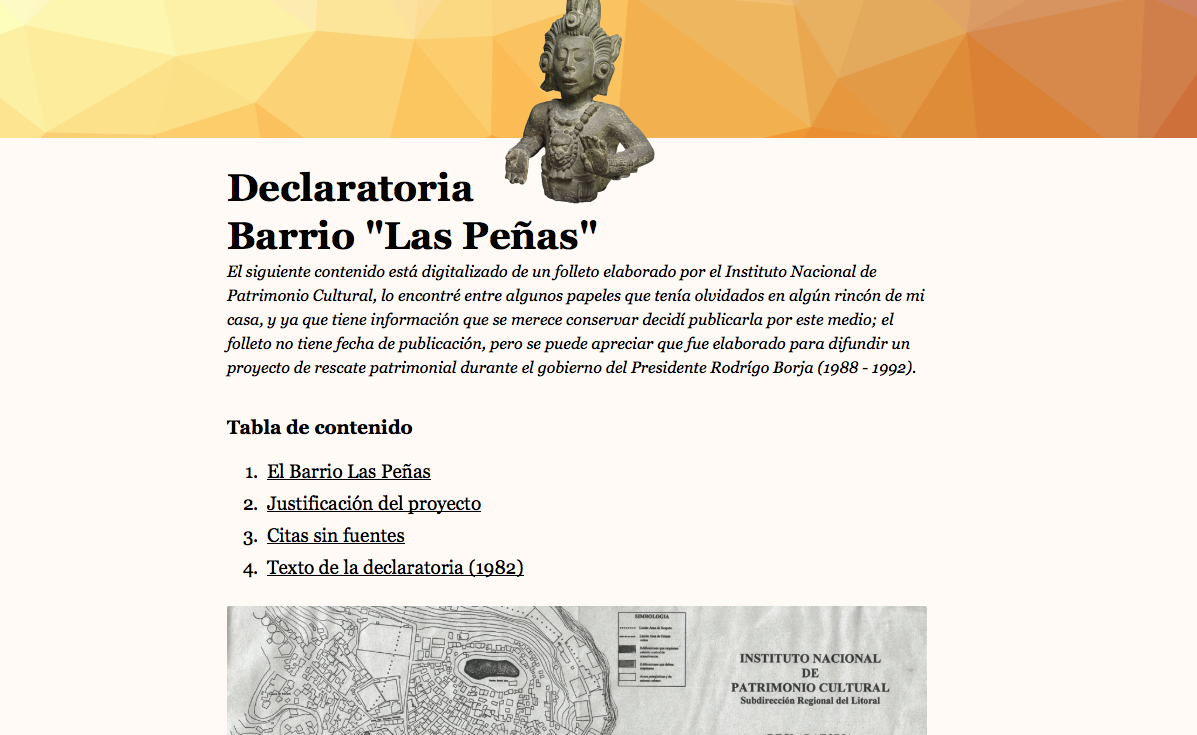 Declaratoria
Barrio "Las Peñas"
El siguiente contenido está digitalizado de un folleto elaborado por el Instituto Nacional de
Patrimonio Cultural, lo encontré entre algunos papeles que tenía olvidados en algún rincón de mi
casa, y ya que tiene información que se merece conservar decidí publicarla por este medio; el
folleto no tiene fecha de publicación, pero se puede apreciar que fue elaborado para difundir un
proyecto de rescate patrimonial durante el gobierno del Presidente Rodrígo Borja (1988 - 1992).
Tabla de contenido
1. El Barrio Las Peñas
2. Justificación del proyecto
3. Citas sin fuentes
4. Texto de la declaratoria (1982)
SIMBOLOGIA
INSTITUTO NACIONAL
DE
PATRIMONIO CULTURAL
Subdirección Regional del Litoral